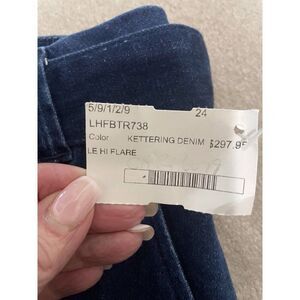 5/9/1/2/9 24
LHFBTR738
Color KETTERING DENIM $297.95
LE HI FLARE